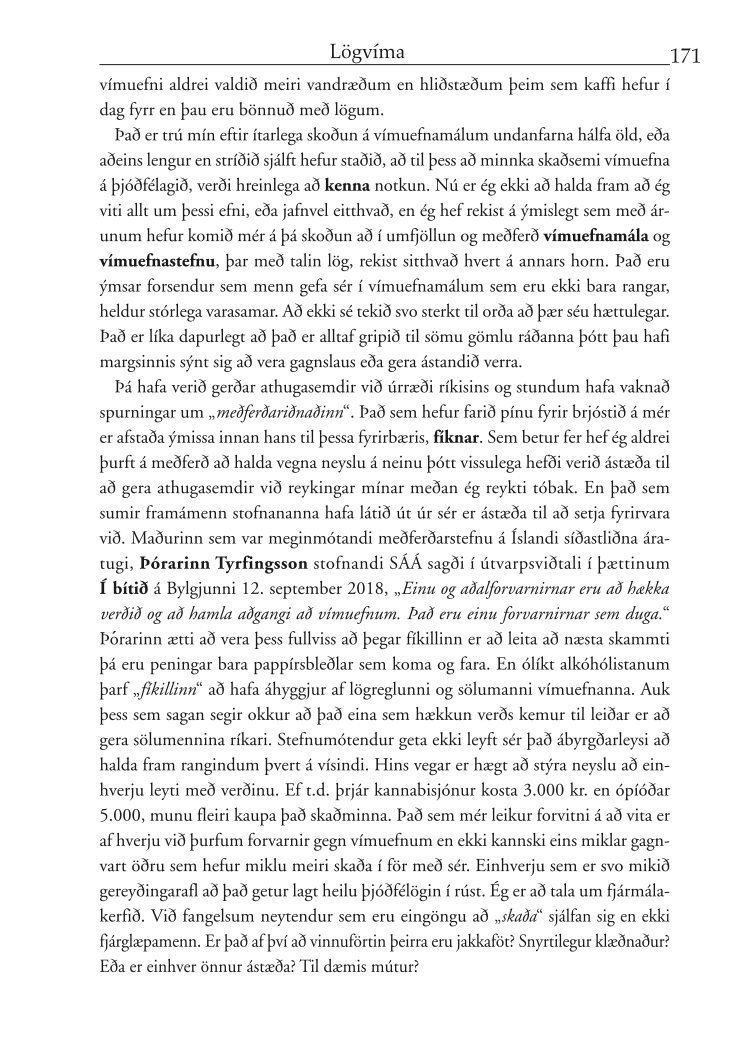 Lögvíma 171
vímuefni aldrei valdið meiri vandræðum en hliðstæðum þeim sem kaffi hefur í
dag fyrr en þau eru bönnuð með lögum.
Það er trú mín eftir ítarlega skoðun á vímuefnamálum undanfarna hálfa öld, eða
aðeins lengur en stríðið sjálft hefur staðið, að til þess að minnka skaðsemi vímuefna
á þjóðfélagið, verði hreinlega að kenna notkun. Nú er ég ekki að halda fram að ég
viti allt um þessi efni, eða jafnvel eitthvað, en ég hef rekist á ýmislegt sem með ár-
unum hefur komið mér á þá skoðun að í umfjöllun og meðferð vímuefnamála og
vímuefnastefnu, þar með talin lög, rekist sitthvað hvert á annars horn. Það eru
ýmsar forsendur sem menn gefa sér í vímuefnamálum sem eru ekki bara rangar,
heldur stórlega varasamar. Að ekki sé tekið svo sterkt til orða að þær séu hættulegar.
Það er líka dapurlegt að það er alltaf gripið til sömu gömlu ráðanna þótt þau hafi
margsinnis sýnt sig að vera gagnslaus eða gera ástandið verra.
Þá hafa verið gerðar athugasemdir við úrræði ríkisins og stundum hafa vaknað
spurningar um „meðferðariðnaðinn“. Það sem hefur farið pínu fyrir brjóstið á mér
er afstaða ýmissa innan hans til þessa fyrirbæris, fíknar. Sem betur fer hef ég aldrei
þurft á meðferð að halda vegna neyslu á neinu þótt vissulega hefði verið ástæða til
að gera athugasemdir við reykingar mínar meðan ég reykti tóbak. En það sem
sumir framámenn stofnananna hafa látið út úr sér er ástæða til að setja fyrirvara
við. Maðurinn sem var meginmótandi meðferðarstefnu á Íslandi síðastliðna ára-
tugi, Þórarinn Tyrfingsson stofnandi SÁÁ sagði í útvarpsviðtali í þættinum
Í bítið á Bylgjunni 12. september 2018, „Einu og aðalforvarnirnar eru að hækka
verðið og að hamla aðgangi að vímuefnum. Það eru einu forvarnirnar sem duga.“
Þórarinn ætti að vera þess fullviss að þegar fíkillinn er að leita að næsta skammti
þá eru peningar bara pappírsbleðlar sem koma og fara. En ólíkt alkóhólistanum
þarf „fíkillinn“ að hafa áhyggjur af lögreglunni og sölumanni vímuefnanna. Auk
þess sem sagan segir okkur að það eina sem hækkun verðs kemur til leiðar er að
gera sölumennina ríkari. Stefnumótendur geta ekki leyft sér það ábyrgðarleysi að
halda fram rangindum þvert á vísindi. Hins vegar er hægt að stýra neyslu að ein-
hverju leyti með verðinu. Ef t.d. þrjár kannabisjónur kosta 3.000 kr. en ópíóðar
5.000, munu fleiri kaupa það skaðminna. Það sem mér leikur forvitni á að vita er
af hverju við þurfum forvarnir gegn vímuefnum en ekki kannski eins miklar gagn-
vart öðru sem hefur miklu meiri skaða í för með sér. Einhverju sem er svo mikið
gereyðingarafl að það getur lagt heilu þjóðfélögin í rúst. Ég er að tala um fjármála-
kerfið. Við fangelsum neytendur sem eru eingöngu að „skaða“ sjálfan sig en ekki
fjárglæpamenn. Er það af því að vinnuförtin þeirra eru jakkaföt? Snyrtilegur klæðnaður?
Eða er einhver önnur ástæða? Til dæmis mútur?